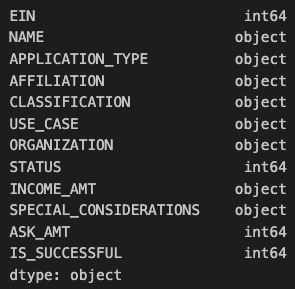 EIN int64
NAME object
APPLICATION_TYPE object
AFFILIATION object
CLASSIFICATION object
USE_CASE object
ORGANIZATION object
STATUS int64
INCOME_AMT object
SPECIAL_CONSIDERATIONS object
ASK_AMT int64
IS_SUCCESSFUL int64
dtype: object